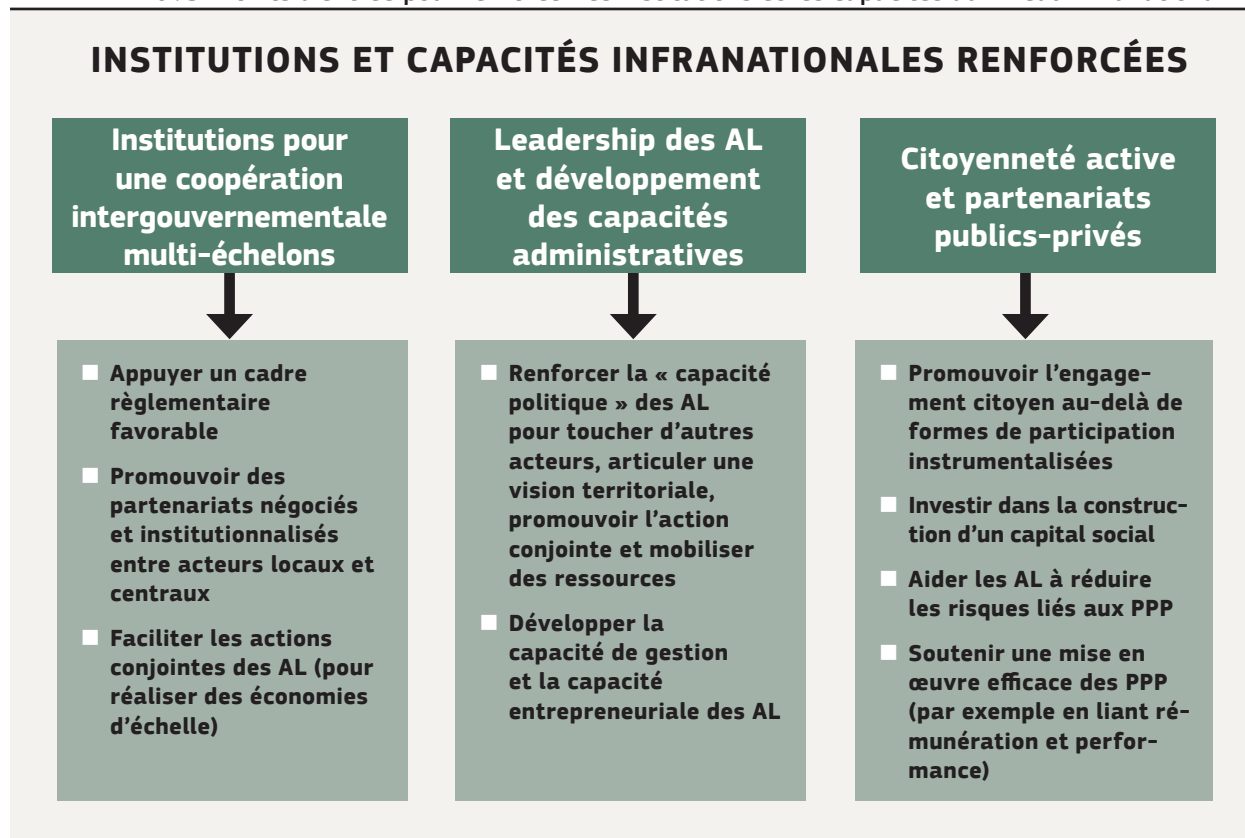 INSTITUTIONS ET CAPACITÉS INFRANATIONALES RENFORCÉES
Institutions pour
une coopération
intergouvernementale
multi-échelons
Leadership des AL
et développement
des capacités
administratives
Citoyenneté active
et partenariats
publics-privés
Appuyer un cadre
règlementaire
favorable
Promouvoir des
partenariats négociés
et institutionnalisés
entre acteurs locaux et
centraux
Faciliter les actions
conjointes des AL (pour
réaliser des économies
d’échelle)
Renforcer la « capacité
politique » des AL
pour toucher d’autres
acteurs, articuler une
vision territoriale,
promouvoir l’action
conjointe et mobiliser
des ressources
Développer la
capacité de gestion
et la capacité
entrepreneuriale des AL
Promouvoir l’engage-
ment citoyen au-delà de
formes de participation
instrumentalisées
Investir dans la construc-
tion d’un capital social
Aider les AL à réduire
les risques liés aux PPP
Soutenir une mise en
œuvre efficace des PPP
(par exemple en liant ré-
munération et perfor-
mance)